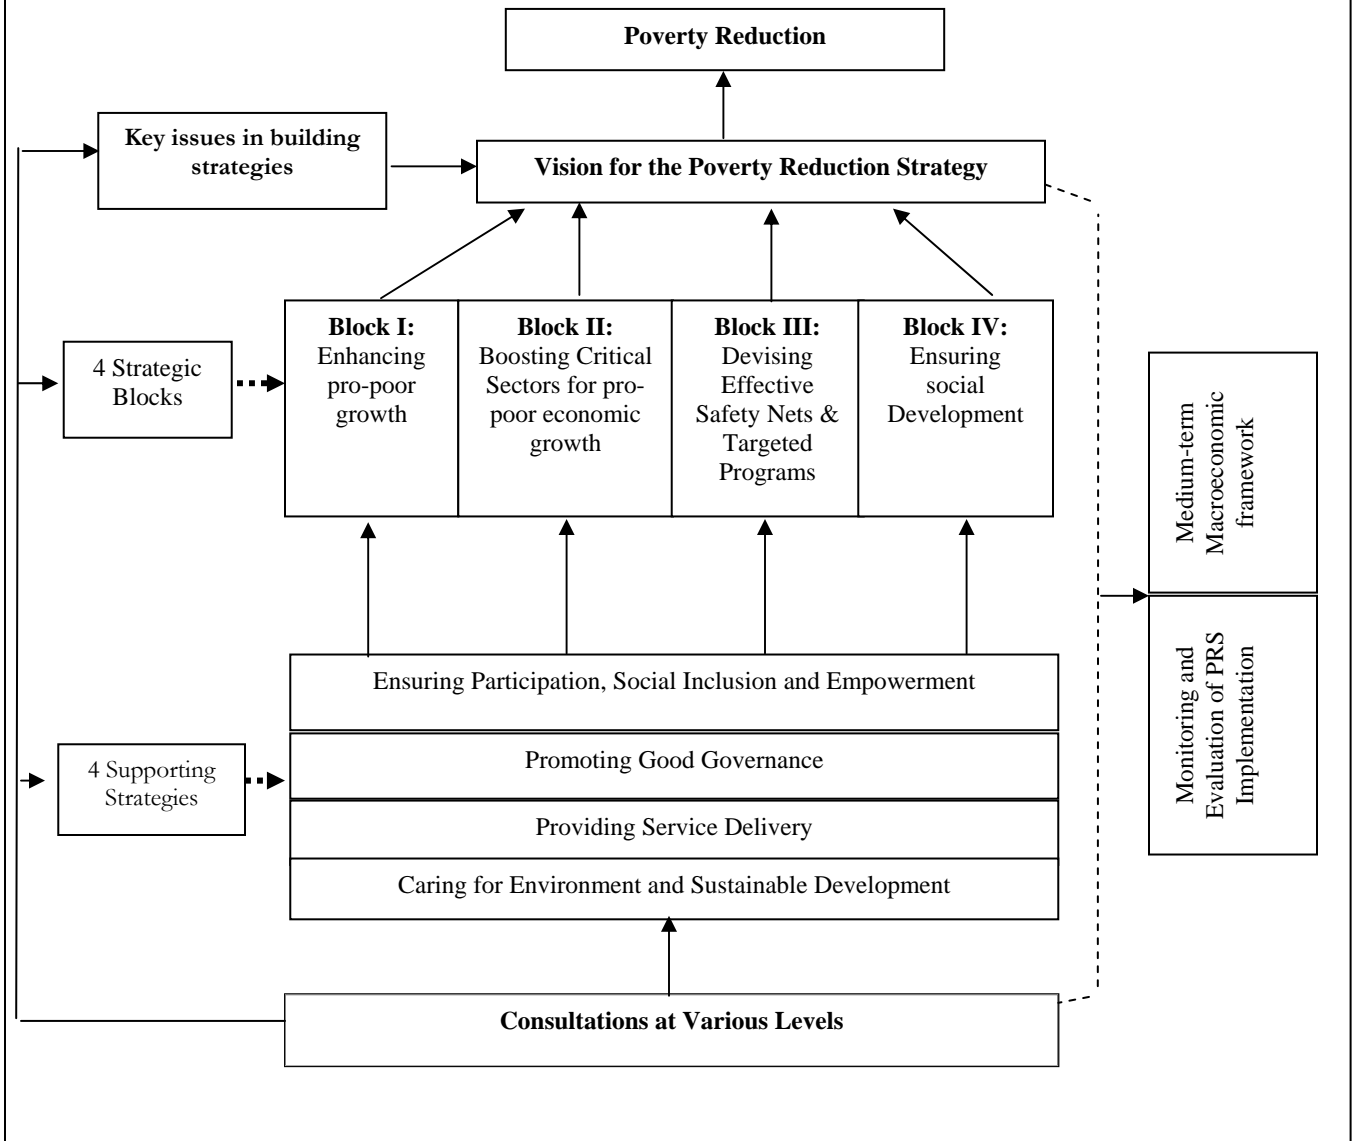 Poverty Reduction
Key issues in building
strategies
Vision for the Poverty Reduction Strategy
4 Strategic
Blocks
Block I:
Enhancing
pro-poor
growth
Block II:
Boosting Critical
Sectors for pro-
poor economic
growth
Block III:
Devising
Effective
Safety Nets &
Targeted
Programs
Block IV:
Ensuring
social
Development
Medium-term
Macroeconomic
framework
Ensuring Participation, Social Inclusion and Empowerment
4 Supporting
Strategies
Promoting Good Governance
Providing Service Delivery
Caring for Environment and Sustainable Development
Monitoring and
Evaluation of PRS
Implementation
Consultations at Various Levels